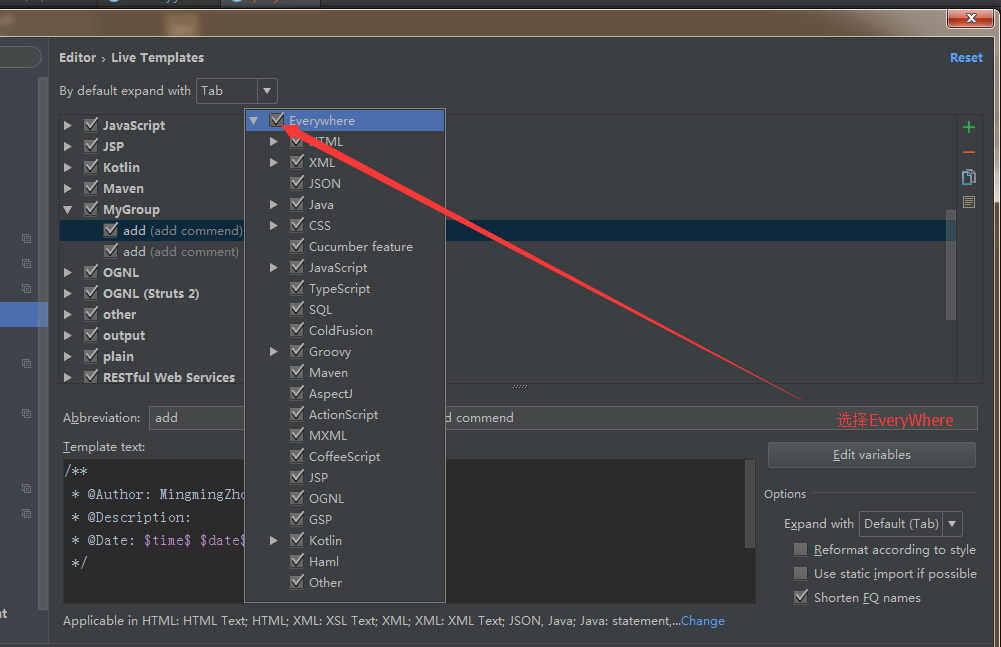 Editor › Live Templates
Reset
By default expand with Tab
JavaScript
JSP
Kotlin
Maven
MyGroup
add (add commend)
add (add comment)
OGNL
OGNL (Struts 2)
other
output
plain
RESTful Web Services
Everywhere
HTML
XML
JSON
Java
CSS
Cucumber feature
JavaScript
TypeScript
SQL
ColdFusion
Groovy
Maven
AspectJ
ActionScript
MXML
CoffeeScript
JSP
OGNL
GSP
Kotlin
Haml
Other
Abbreviation: add
commend
选择EveryWhere
Template text:
/**
* @Author: MingmingZho
* @Description:
* @Date: $time$ $date$
*/
Edit variables
Options
Expand with Default (Tab)
Reformat according to style
Use static import if possible
Shorten FQ names
Applicable in HTML: HTML Text; HTML; XML: XSL Text; XML; XML: XML Text; JSON, Java; Java: statement,...Change